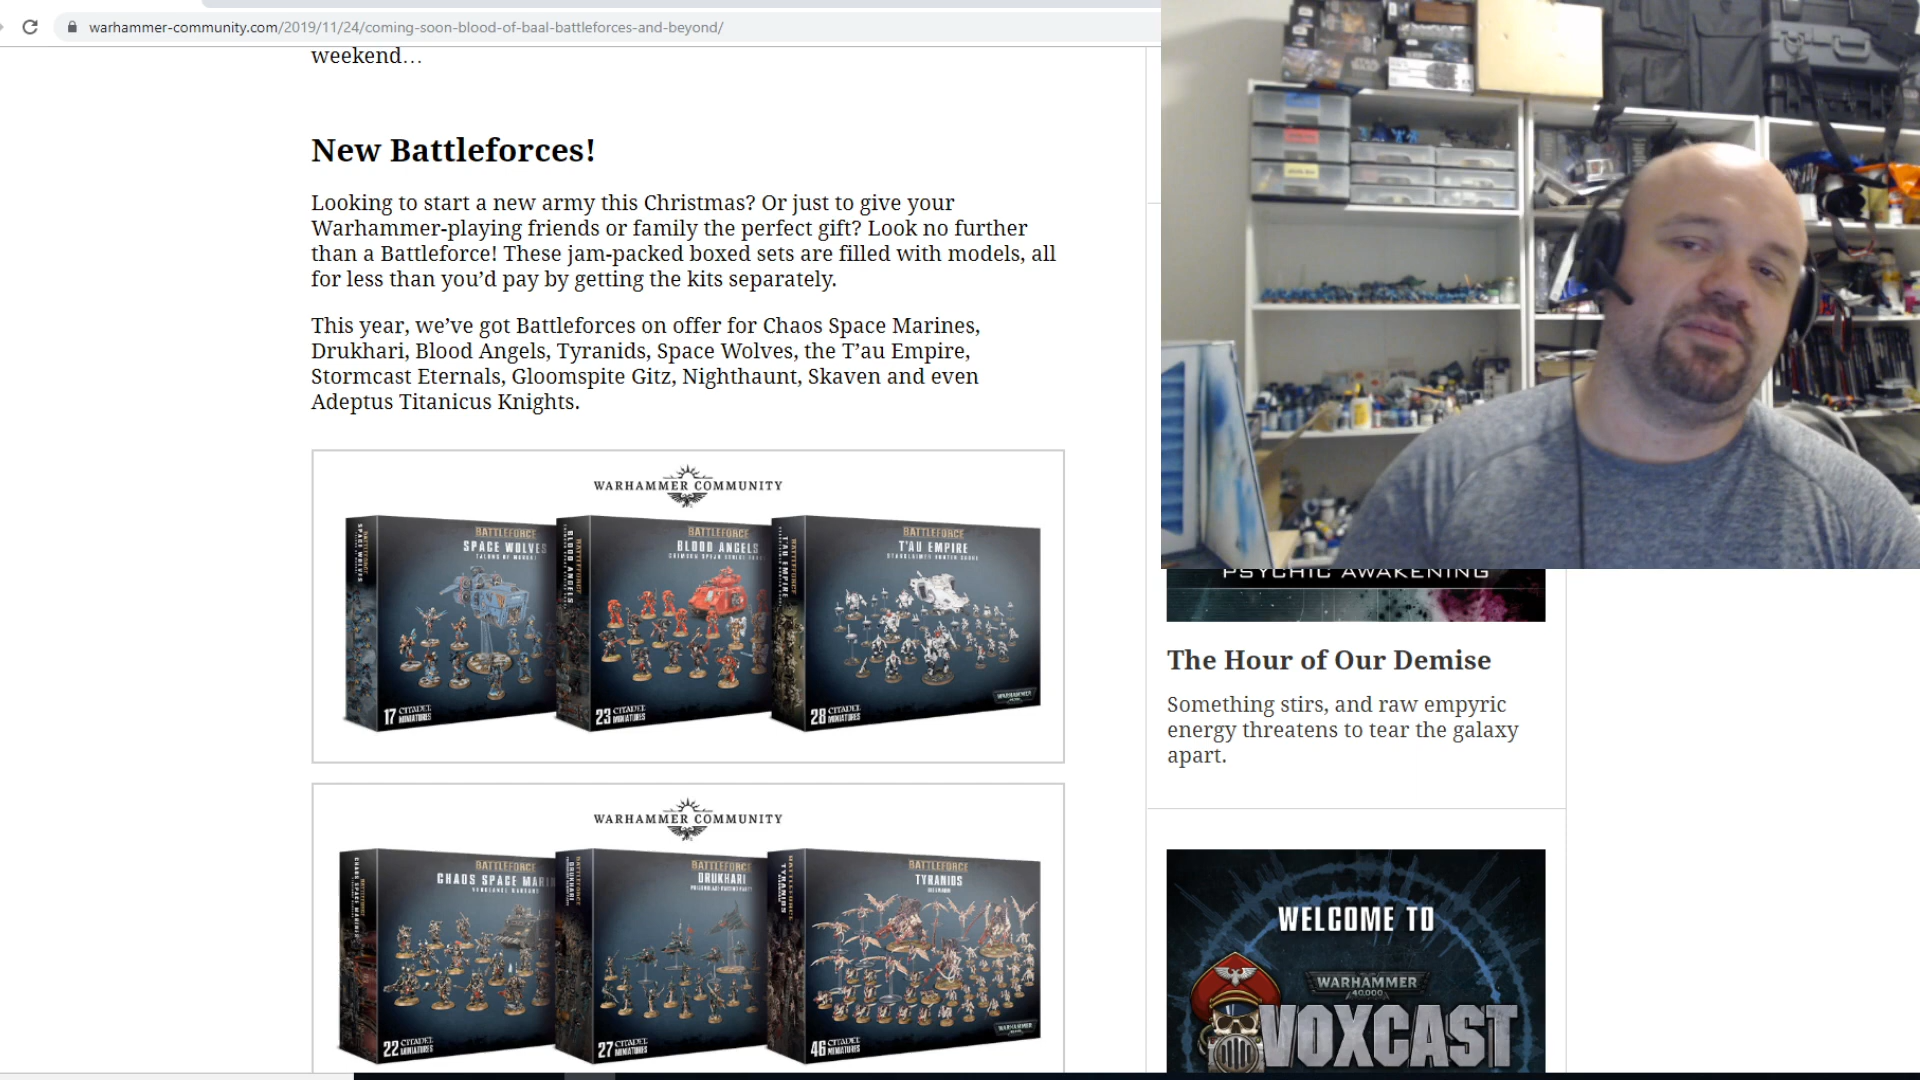 warhammer-community.com/2019/11/24/coming-soon-blood-of-baal-battleforces-and-beyond/
weekend…
New Battleforces!
Looking to start a new army this Christmas? Or just to give your
Warhammer-playing friends or family the perfect gift? Look no further
than a Battleforce! These jam-packed boxed sets are filled with models, all
for less than you’d pay by getting the kits separately.
This year, we’ve got Battleforces on offer for Chaos Space Marines,
Drukhari, Blood Angels, Tyranids, Space Wolves, the T’au Empire,
Stormcast Eternals, Gloomspite Gitz, Nighthaunt, Skaven and even
Adeptus Titanicus Knights.
WARHAMMER COMMUNITY
BATTLEFORCE
SPACE WOLVES
17 CITADEL MINIATURES
BATTLEFORCE
BLOOD ANGELS
23 CITADEL MINIATURES
BATTLEFORCE
T'AU EMPIRE
28 CITADEL MINIATURES
WARHAMMER
WARHAMMER COMMUNITY
BATTLEFORCE
CHAOS SPACE MARI
22 CITADEL MINIATURES
BATTLEFORCE
DRUKHARI
27 CITADEL MINIATURES
BATTLEFORCE
TYRANIDS
46 CITADEL MINIATURES
WARHAMMER
PSYCHIC AWAKENING
The Hour of Our Demise
Something stirs, and raw empyric
energy threatens to tear the galaxy
apart.
WELCOME TO
WARHAMMER
40,000
VOXCAST